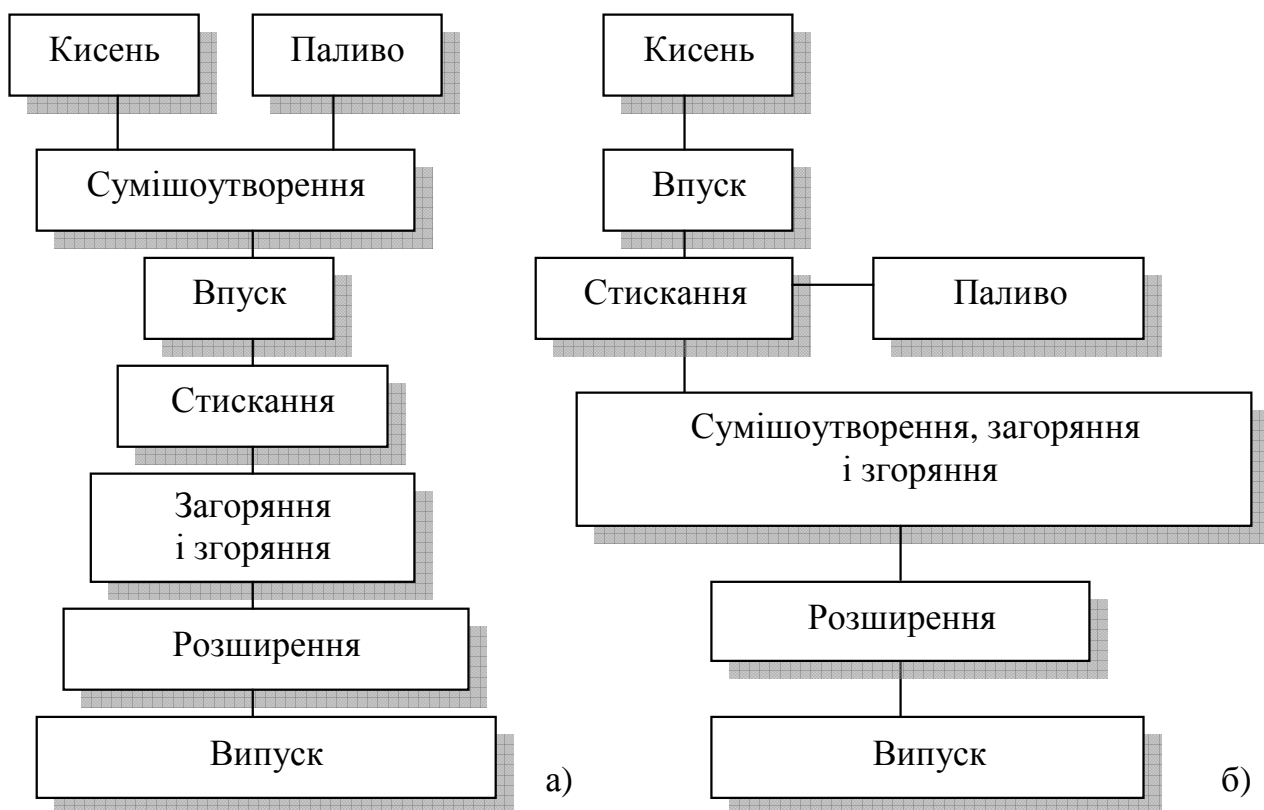 Кисень
Паливо
Сумішоутворення
Впуск
Стискання
Загоряння
і згоряння
Розширення
Випуск
а)
Кисень
Впуск
Стискання
Паливо
Сумішоутворення, загоряння
і згоряння
Розширення
Випуск
б)